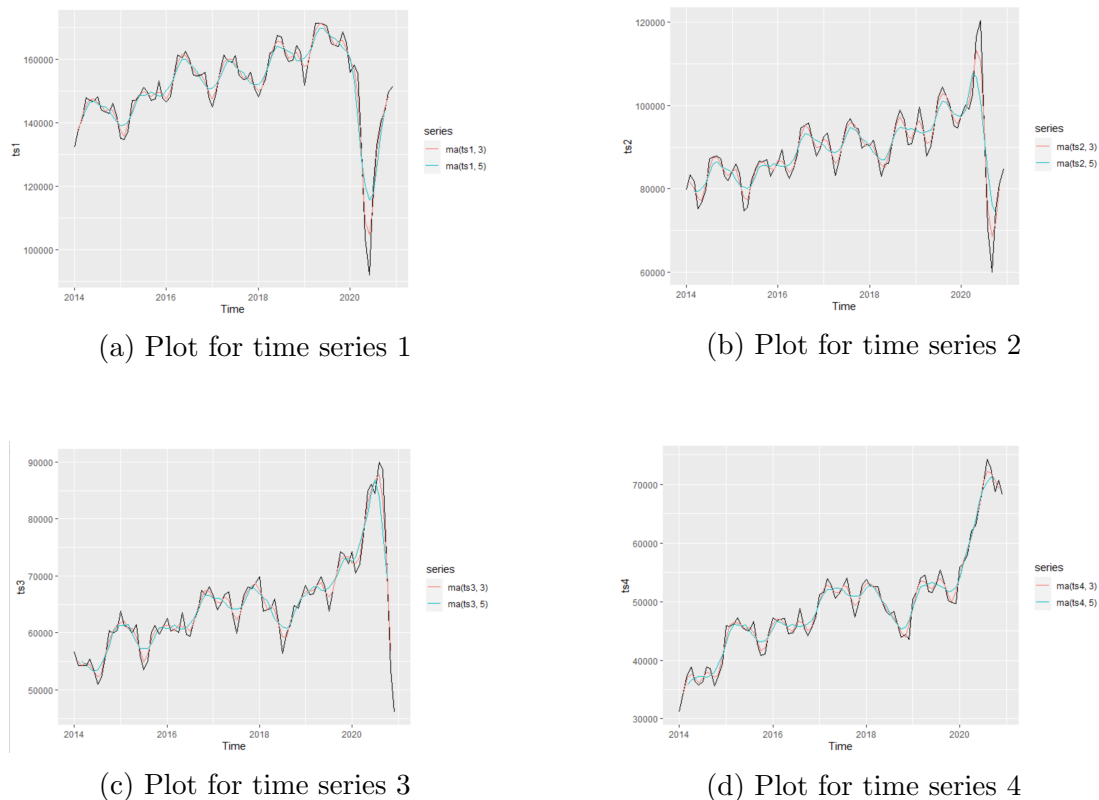 160000
140000
120000
100000
ts1
2014
2016
2018
2020
Time
series
ma(ts1, 3)
ma(ts1, 5)
(a) Plot for time series 1
120000
100000
80000
60000
ts2
2014
2016
2018
2020
Time
series
ma(ts2, 3)
ma(ts2, 5)
(b) Plot for time series 2
90000
80000
70000
60000
50000
ts3
2014
2016
2018
2020
Time
series
ma(ts3, 3)
ma(ts3, 5)
(c) Plot for time series 3
70000
60000
50000
40000
30000
ts4
2014
2016
2018
2020
Time
series
ma(ts4, 3)
ma(ts4, 5)
(d) Plot for time series 4